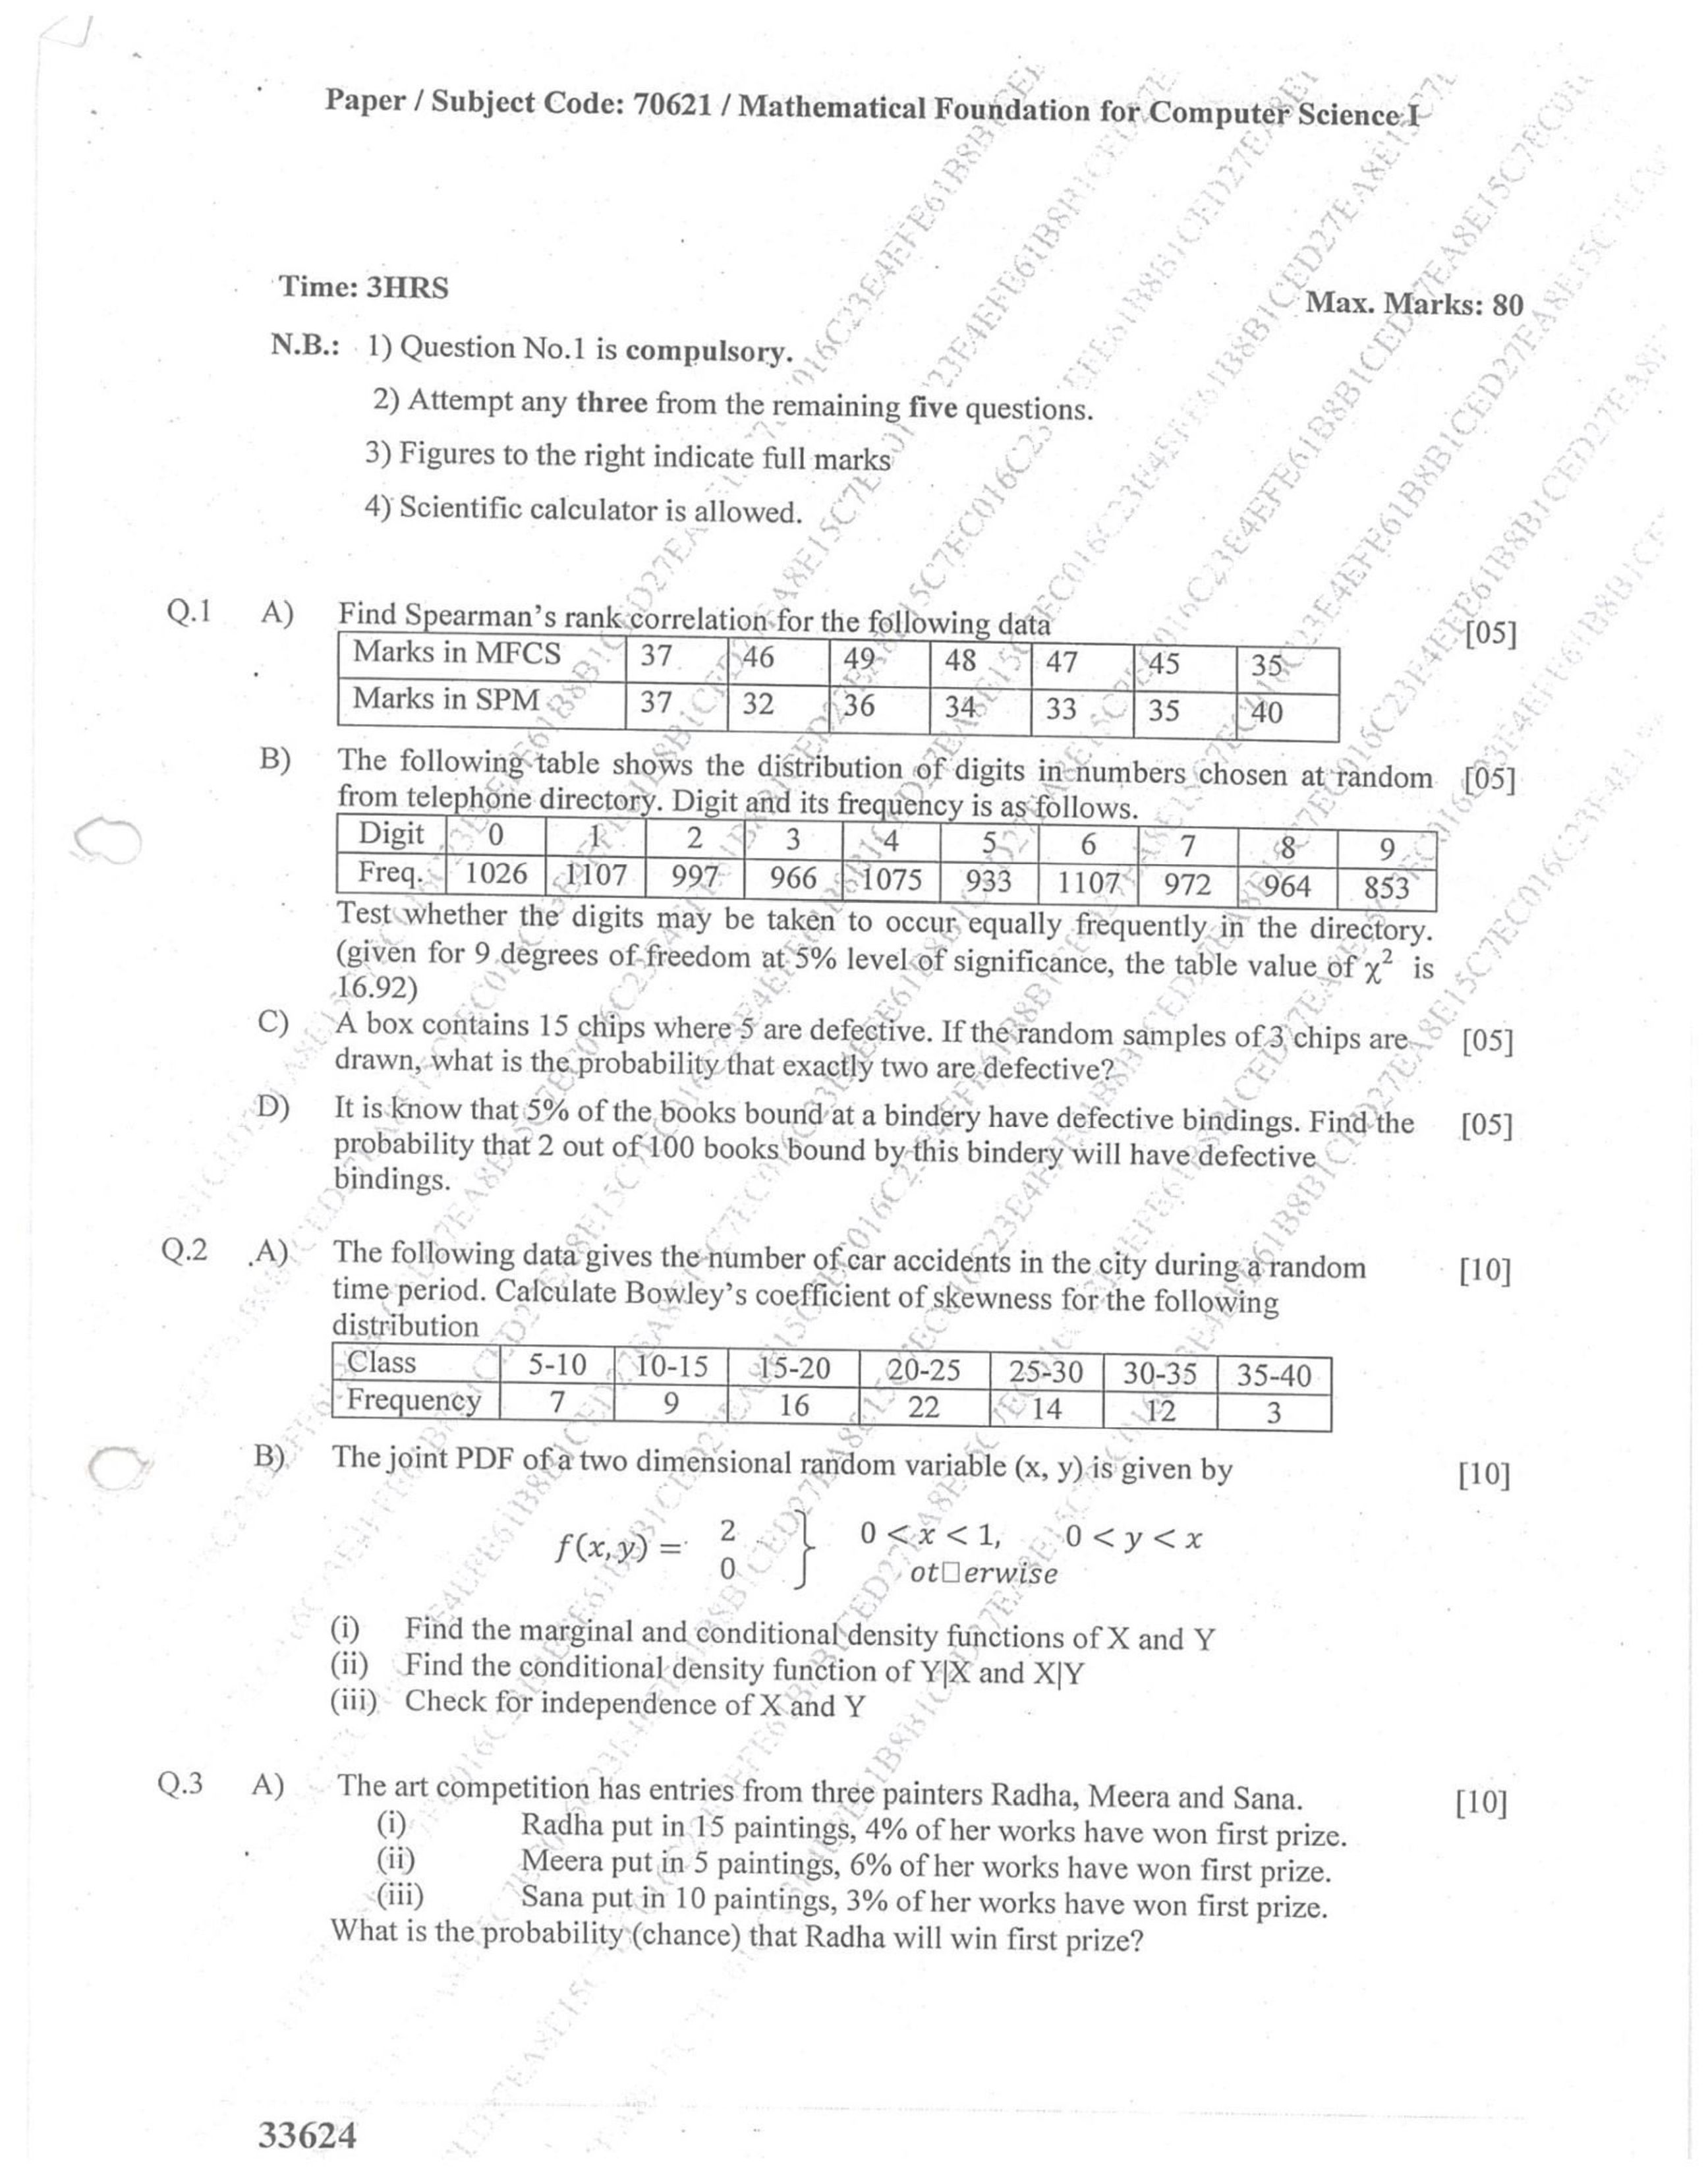 Paper / Subject Code: 70621 / Mathematical Foundation for Computer Science I
Time: 3HRS
Max. Marks: 80
N.B.: 1) Question No.1 is compulsory.
2) Attempt any three from the remaining five questions.
3) Figures to the right indicate full marks
4) Scientific calculator is allowed.
Q.1 A) Find Spearman's rank correlation for the following data [05]
Marks in MFCS 37 46 49 48 47 45 35
Marks in SPM 37 32 36 34 33 35 40
B) The following table shows the distribution of digits in numbers chosen at random [05]
from telephone directory. Digit and its frequency is as follows.
Digit 0 1 2 3 4 5 6 7 8 9
Freq. 1026 1107 997 966 1075 933 1107 972 964 853
Test whether the digits may be taken to occur equally frequently in the directory.
(given for 9 degrees of freedom at 5% level of significance, the table value of χ² is
16.92)
C) A box contains 15 chips where 5 are defective. If the random samples of 3 chips are [05]
drawn, what is the probability that exactly two are defective?
D) It is know that 5% of the books bound at a bindery have defective bindings. Find the [05]
probability that 2 out of 100 books bound by this bindery will have defective
bindings.
Q.2 A) The following data gives the number of car accidents in the city during a random [10]
time period. Calculate Bowley's coefficient of skewness for the following
distribution
Class 5-10 10-15 15-20 20-25 25-30 30-35 35-40
Frequency 7 9 16 22 14 12 3
B) The joint PDF of a two dimensional random variable (x, y) is given by [10]
f(x, y) = 2 } 0 < x < 1, 0 < y < x
0 ot□erwise
(i) Find the marginal and conditional density functions of X and Y
(ii) Find the conditional density function of Y|X and X|Y
(iii) Check for independence of X and Y
Q.3 A) The art competition has entries from three painters Radha, Meera and Sana. [10]
(i) Radha put in 15 paintings, 4% of her works have won first prize.
(ii) Meera put in 5 paintings, 6% of her works have won first prize.
(iii) Sana put in 10 paintings, 3% of her works have won first prize.
What is the probability (chance) that Radha will win first prize?
33624